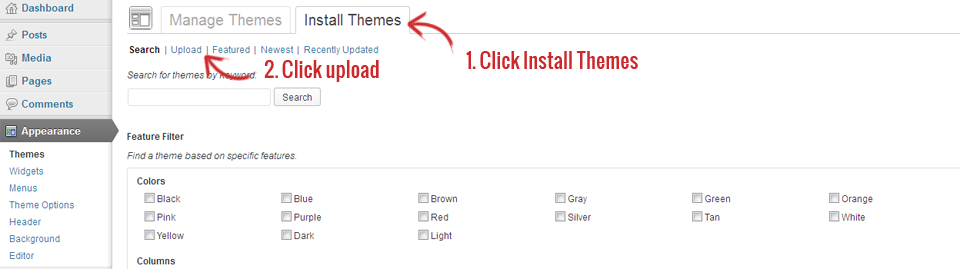 Dashboard
Posts
Media
Pages
Comments
Appearance
Themes
Widgets
Menus
Theme Options
Header
Background
Editor
Manage Themes
Install Themes
1. Click Install Themes
Search | Upload | Featured | Newest | Recently Updated
2. Click upload
Search for themes by keyword.
Search
Feature Filter
Find a theme based on specific features.
Colors
Black Blue Brown Gray Green Orange
Pink Purple Red Silver Tan White
Yellow Dark Light
Columns